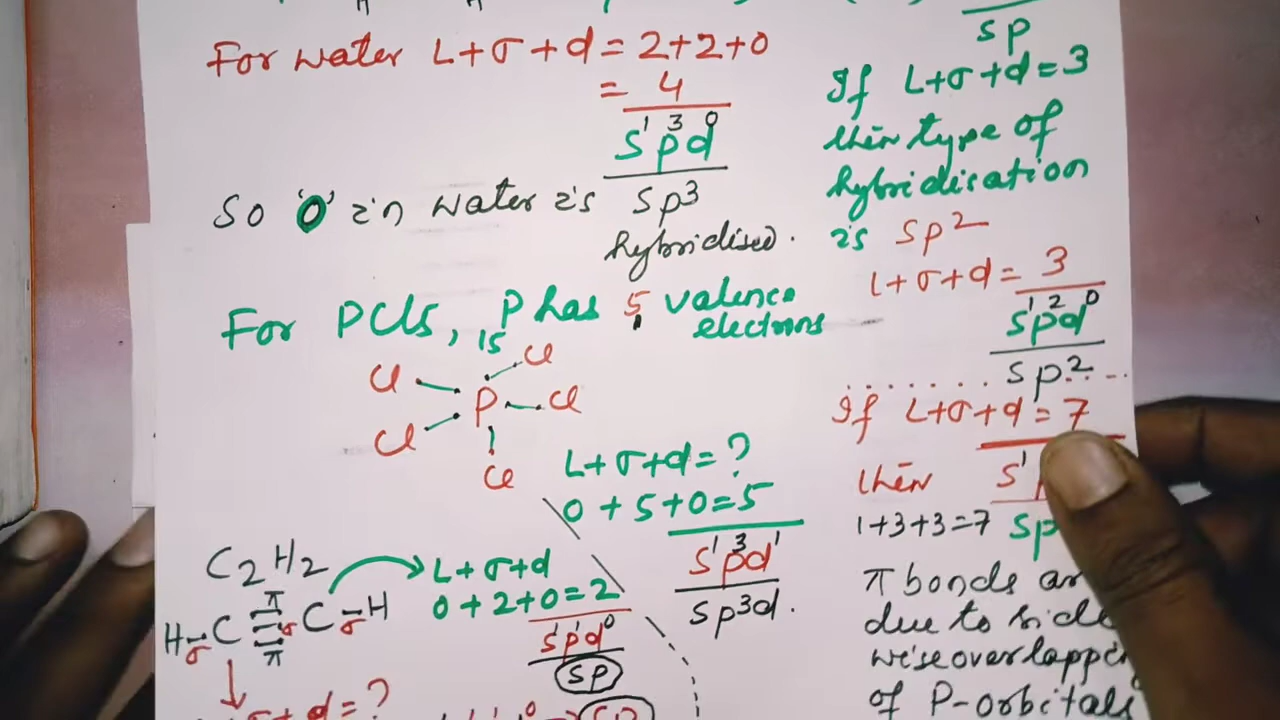 For water L+σ+d = 2+2+0
= 4
s¹p³d⁰
So 'O' in water is sp³
hybridised.
sp
If L+σ+d=3
then type of
hybridisation
is sp²
L+σ+d= 3
s¹p²d⁰
sp²
If L+σ+d=7
then s¹
1+3+3=7 sp
π bonds
due to
wise
of P-orbitals
For PCl5, P has 5 valence
electrons
15
Cl Cl
P Cl
Cl
Cl
L+σ+d=?
0+5+0=5
s¹p³d¹
sp³d.
C2H2
L+σ+d
0+2+0=2
s¹p¹d⁰
sp
π
H-C C-H
σ σ σ
π
σ+d=?